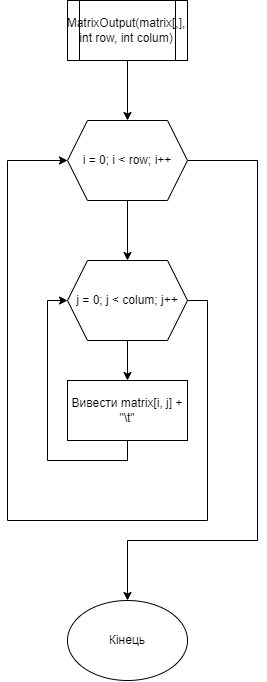 MatrixOutput(matrix[,],
int row, int colum)
i = 0; i < row; i++
j = 0; j < colum; j++
Вивести matrix[i, j] +
"\t"
Кінець